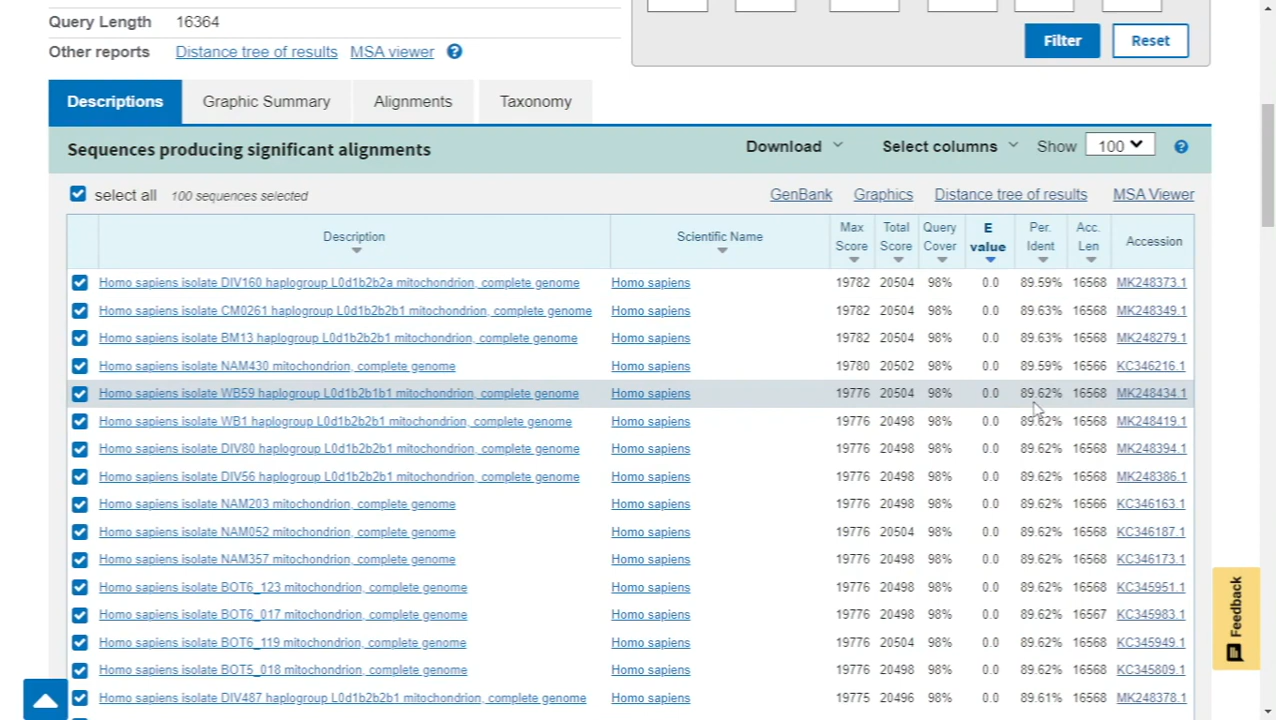 Query Length 16364
Other reports Distance tree of results MSA viewer ?
Filter Reset
Descriptions Graphic Summary Alignments Taxonomy
Sequences producing significant alignments Download Select columns Show 100 ?
select all 100 sequences selected GenBank Graphics Distance tree of results MSA Viewer
Description Scientific Name Max Score Total Score Query Cover E value Per. Ident Acc. Len Accession
Homo sapiens isolate DIV160 haplogroup L0d1b2b2a mitochondrion, complete genome Homo sapiens 19782 20504 98% 0.0 89.59% 16568 MK248373.1
Homo sapiens isolate CM0261 haplogroup L0d1b2b2b1 mitochondrion, complete genome Homo sapiens 19782 20504 98% 0.0 89.63% 16568 MK248349.1
Homo sapiens isolate BM13 haplogroup L0d1b2b2b1 mitochondrion, complete genome Homo sapiens 19782 20504 98% 0.0 89.63% 16568 MK248279.1
Homo sapiens isolate NAM430 mitochondrion, complete genome Homo sapiens 19780 20502 98% 0.0 89.59% 16566 KC346216.1
Homo sapiens isolate WB59 haplogroup L0d1b2b1b1 mitochondrion, complete genome Homo sapiens 19776 20504 98% 0.0 89.62% 16568 MK248434.1
Homo sapiens isolate WB1 haplogroup L0d1b2b2b1 mitochondrion, complete genome Homo sapiens 19776 20498 98% 0.0 89.62% 16568 MK248419.1
Homo sapiens isolate DIV80 haplogroup L0d1b2b2b1 mitochondrion, complete genome Homo sapiens 19776 20498 98% 0.0 89.62% 16568 MK248394.1
Homo sapiens isolate DIV56 haplogroup L0d1b2b2b1 mitochondrion, complete genome Homo sapiens 19776 20498 98% 0.0 89.62% 16568 MK248386.1
Homo sapiens isolate NAM203 mitochondrion, complete genome Homo sapiens 19776 20498 98% 0.0 89.62% 16566 KC346163.1
Homo sapiens isolate NAM052 mitochondrion, complete genome Homo sapiens 19776 20504 98% 0.0 89.62% 16568 KC346187.1
Homo sapiens isolate NAM357 mitochondrion, complete genome Homo sapiens 19776 20498 98% 0.0 89.62% 16568 KC346173.1
Homo sapiens isolate BOT6_123 mitochondrion, complete genome Homo sapiens 19776 20498 98% 0.0 89.62% 16568 KC345951.1
Homo sapiens isolate BOT6_017 mitochondrion, complete genome Homo sapiens 19776 20498 98% 0.0 89.62% 16567 KC345983.1
Homo sapiens isolate BOT6_119 mitochondrion, complete genome Homo sapiens 19776 20504 98% 0.0 89.62% 16568 KC345949.1
Homo sapiens isolate BOT5_018 mitochondrion, complete genome Homo sapiens 19776 20498 98% 0.0 89.62% 16568 KC345809.1
Homo sapiens isolate DIV487 haplogroup L0d1b2b2b1 mitochondrion, complete genome Homo sapiens 19775 20496 98% 0.0 89.61% 16568 MK248378.1
Feedback